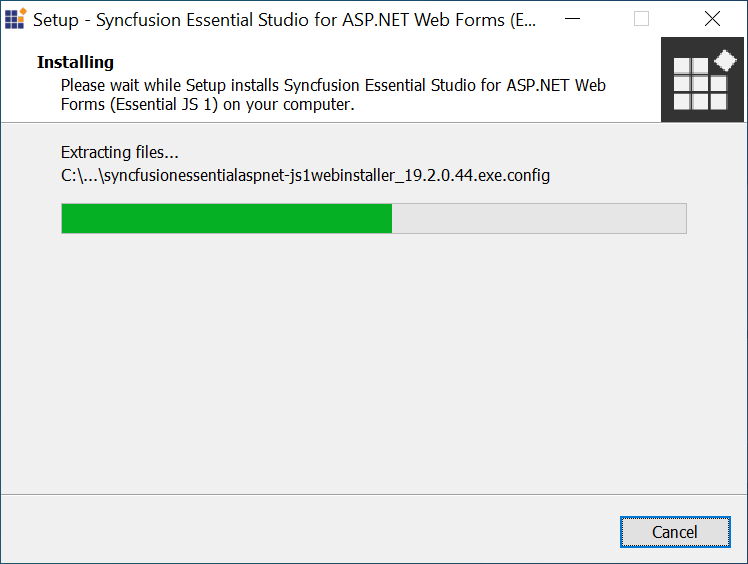 Setup - Syncfusion Essential Studio for ASP.NET Web Forms (E...
Installing
Please wait while Setup installs Syncfusion Essential Studio for ASP.NET Web
Forms (Essential JS 1) on your computer.
Extracting files...
C:\...\syncfusionessentialaspnet-js1webinstaller_19.2.0.44.exe.config
Cancel